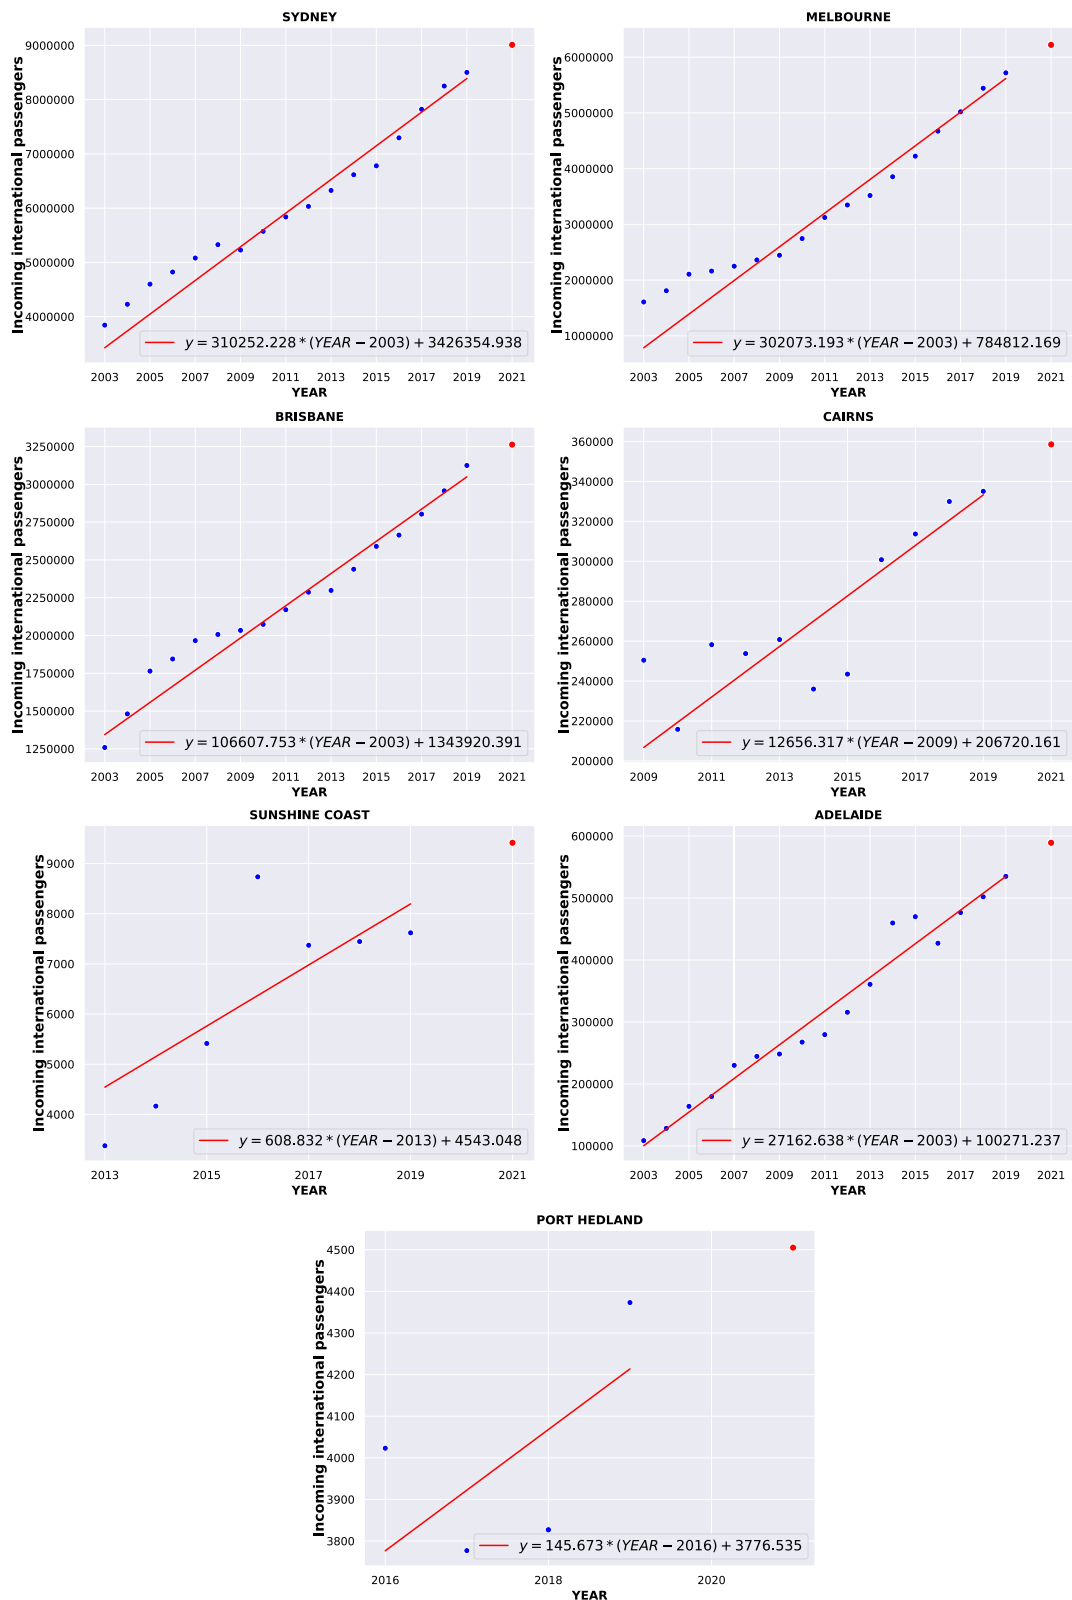 SYDNEY
Incoming international passengers
9000000
8000000
7000000
6000000
5000000
4000000
y = 310252.228 * (YEAR − 2003) + 3426354.938
2003 2005 2007 2009 2011 2013 2015 2017 2019 2021
YEAR
MELBOURNE
Incoming international passengers
6000000
5000000
4000000
3000000
2000000
1000000
y = 302073.193 * (YEAR − 2003) + 784812.169
2003 2005 2007 2009 2011 2013 2015 2017 2019 2021
YEAR
BRISBANE
Incoming international passengers
3250000
3000000
2750000
2500000
2250000
2000000
1750000
1500000
1250000
y = 106607.753 * (YEAR − 2003) + 1343920.391
2003 2005 2007 2009 2011 2013 2015 2017 2019 2021
YEAR
CAIRNS
Incoming international passengers
360000
340000
320000
300000
280000
260000
240000
220000
200000
y = 12656.317 * (YEAR − 2009) + 206720.161
2009 2011 2013 2015 2017 2019 2021
YEAR
SUNSHINE COAST
Incoming international passengers
9000
8000
7000
6000
5000
4000
y = 608.832 * (YEAR − 2013) + 4543.048
2013 2015 2017 2019 2021
YEAR
ADELAIDE
Incoming international passengers
600000
500000
400000
300000
200000
100000
y = 27162.638 * (YEAR − 2003) + 100271.237
2003 2005 2007 2009 2011 2013 2015 2017 2019 2021
YEAR
PORT HEDLAND
Incoming international passengers
4500
4400
4300
4200
4100
4000
3900
3800
y = 145.673 * (YEAR − 2016) + 3776.535
2016 2018 2020
YEAR